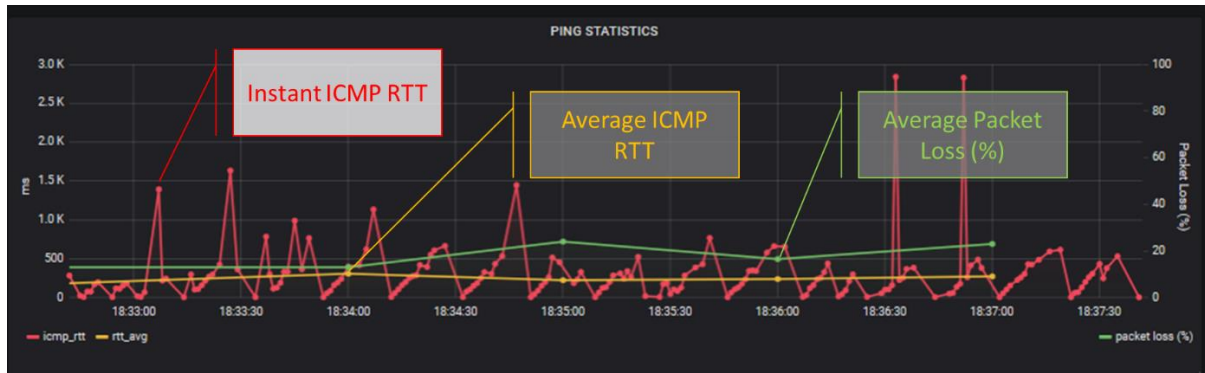 PING STATISTICS
3.0 K
2.5 K
2.0 K
1.5 K
1.0 K
500
0
ms
Instant ICMP RTT
Average ICMP
RTT
Average Packet
Loss (%)
100
80
60
40
20
0
Packet Loss (%)
18:33:00 18:33:30 18:34:00 18:34:30 18:35:00 18:35:30 18:36:00 18:36:30 18:37:00 18:37:30
icmp_rtt rtt_avg packet loss (%)